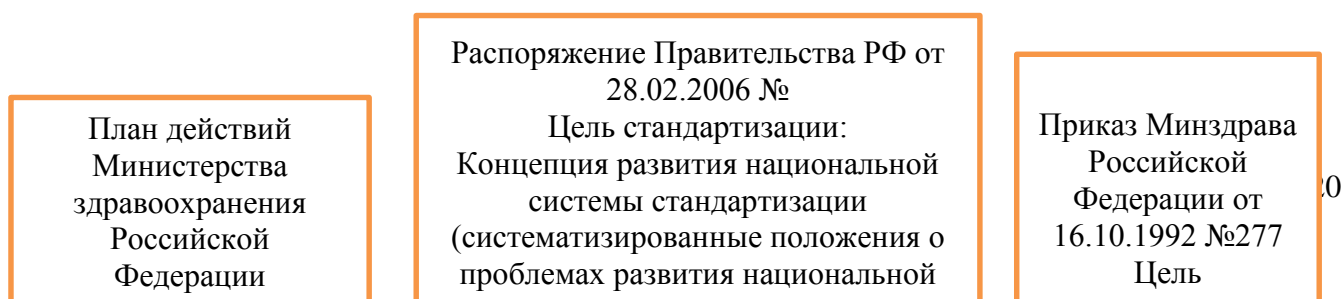 План действий
Министерства
здравоохранения
Российской
Федерации
Распоряжение Правительства РФ от
28.02.2006 №
Цель стандартизации:
Концепция развития национальной
системы стандартизации
(систематизированные положения о
проблемах развития национальной
Приказ Минздрава
Российской
Федерации от
16.10.1992 №277
Цель
20